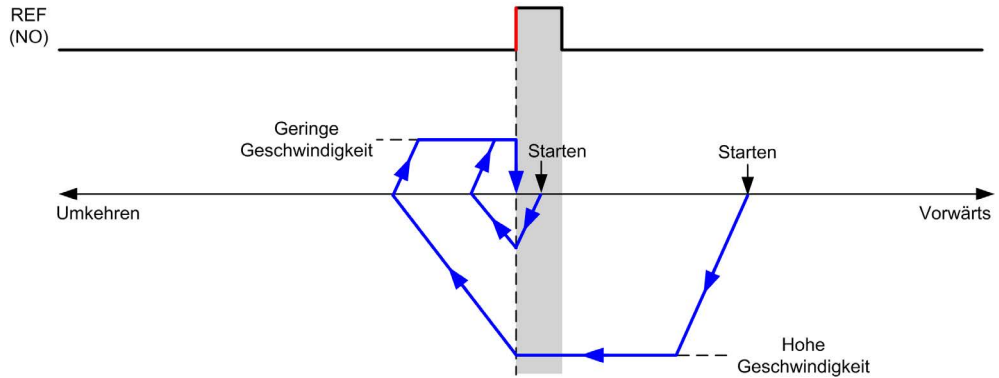 REF
(NO)
Geringe
Geschwindigkeit
Starten
Starten
Umkehren
Vorwärts
Hohe
Geschwindigkeit